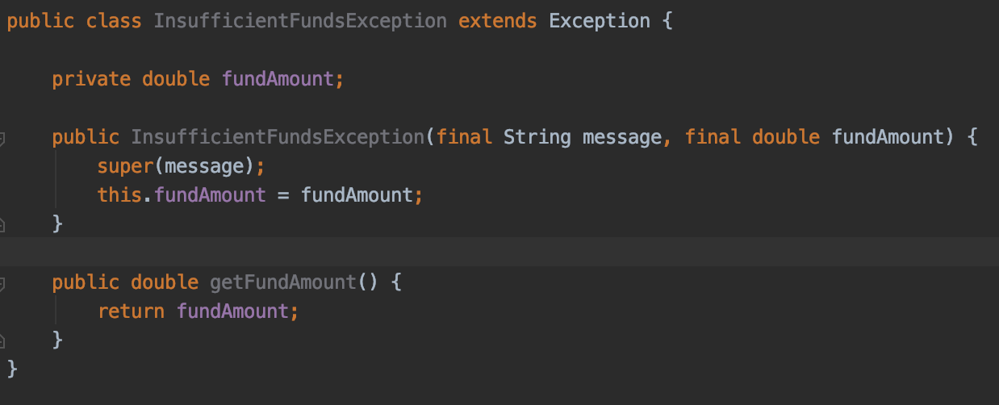 public class InsufficientFundsException extends Exception {
private double fundAmount;
public InsufficientFundsException(final String message, final double fundAmount) {
super(message);
this.fundAmount = fundAmount;
}
public double getFundAmount() {
return fundAmount;
}
}